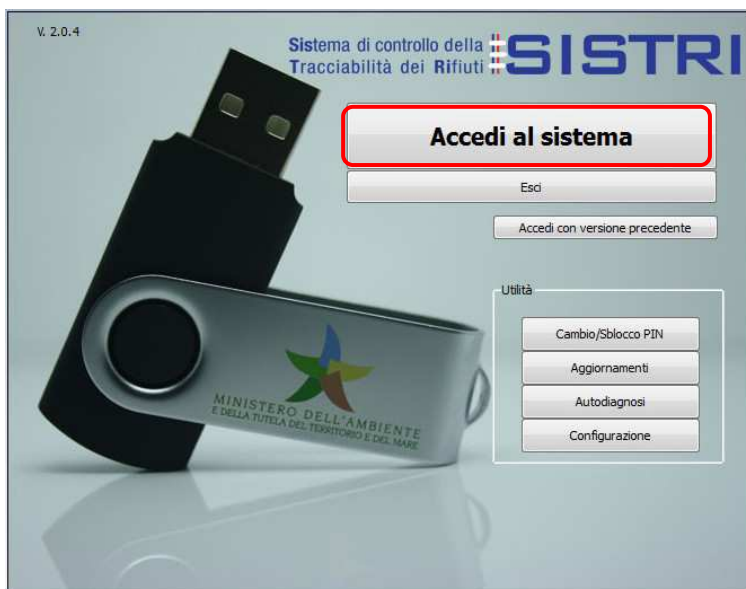 V. 2.0.4
Sistema di controllo della
Tracciabilità dei Rifiuti
SISTRI
Accedi al sistema
Esci
Accedi con versione precedente
Utilità
Cambio/Sblocco PIN
Aggiornamenti
Autodiagnosi
Configurazione
MINISTERO DELL'AMBIENTE
E DELLA TUTELA DEL TERRITORIO E DEL MARE